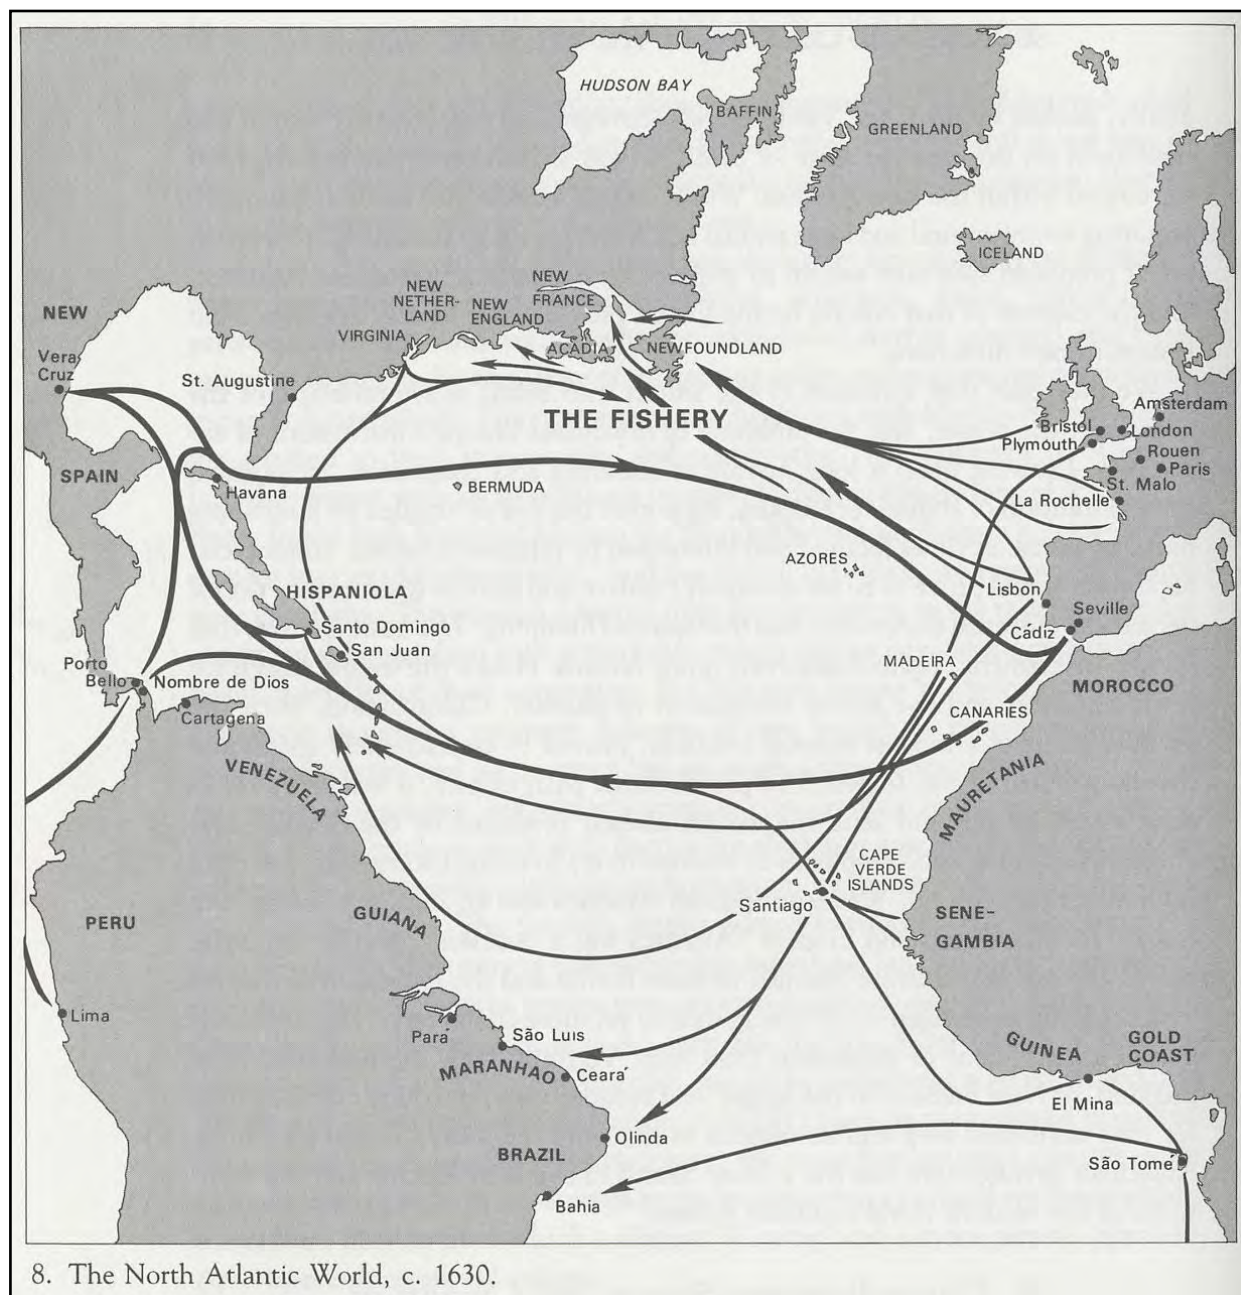 HUDSON BAY
BAFFIN
GREENLAND
ICELAND
NEW
FRANCE
NEW
NETHER-
LAND
NEW
ENGLAND
VIRGINIA
ACADIA
NEWFOUNDLAND
NEW
Vera
Cruz
St. Augustine
THE FISHERY
Amsterdam
Bristol
London
Plymouth
Rouen
Paris
St. Malo
La Rochelle
SPAIN
Havana
BERMUDA
AZORES
Lisbon
Seville
Cádiz
HISPANIOLA
Santo Domingo
San Juan
MADEIRA
MOROCCO
Porto
Bello
Nombre de Dios
Cartagena
CANARIES
VENEZUELA
MAURETANIA
CAPE
VERDE
ISLANDS
Santiago
PERU
GUIANA
SENE-
GAMBIA
Lima
Pará
São Luis
MARANHAO
Ceará
GUINEA
GOLD
COAST
El Mina
Olinda
BRAZIL
São Tomé
Bahia
8. The North Atlantic World, c. 1630.